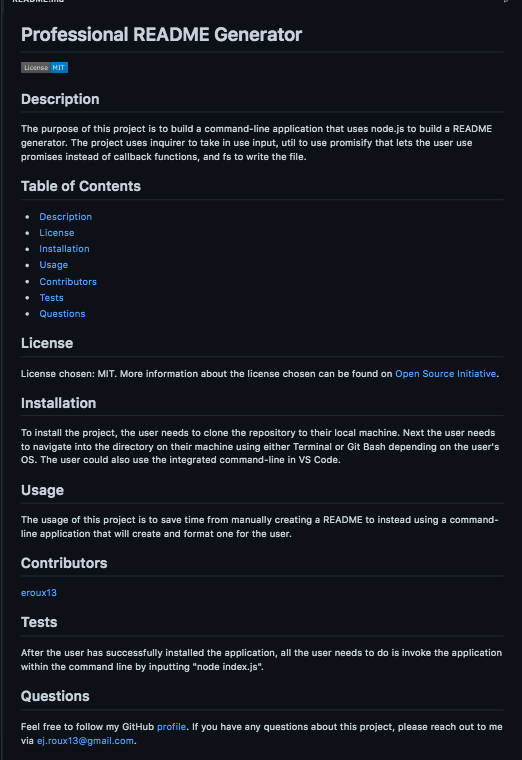 README.md
Professional README Generator
License MIT
Description
The purpose of this project is to build a command-line application that uses node.js to build a README
generator. The project uses inquirer to take in use input, util to use promisify that lets the user use
promises instead of callback functions, and fs to write the file.
Table of Contents
• Description
• License
• Installation
• Usage
• Contributors
• Tests
• Questions
License
License chosen: MIT. More information about the license chosen can be found on Open Source Initiative.
Installation
To install the project, the user needs to clone the repository to their local machine. Next the user needs
to navigate into the directory on their machine using either Terminal or Git Bash depending on the user's
OS. The user could also use the integrated command-line in VS Code.
Usage
The usage of this project is to save time from manually creating a README to instead using a command-
line application that will create and format one for the user.
Contributors
eroux13
Tests
After the user has successfully installed the application, all the user needs to do is invoke the application
within the command line by inputting "node index.js".
Questions
Feel free to follow my GitHub profile. If you have any questions about this project, please reach out to me
via ej.roux13@gmail.com.